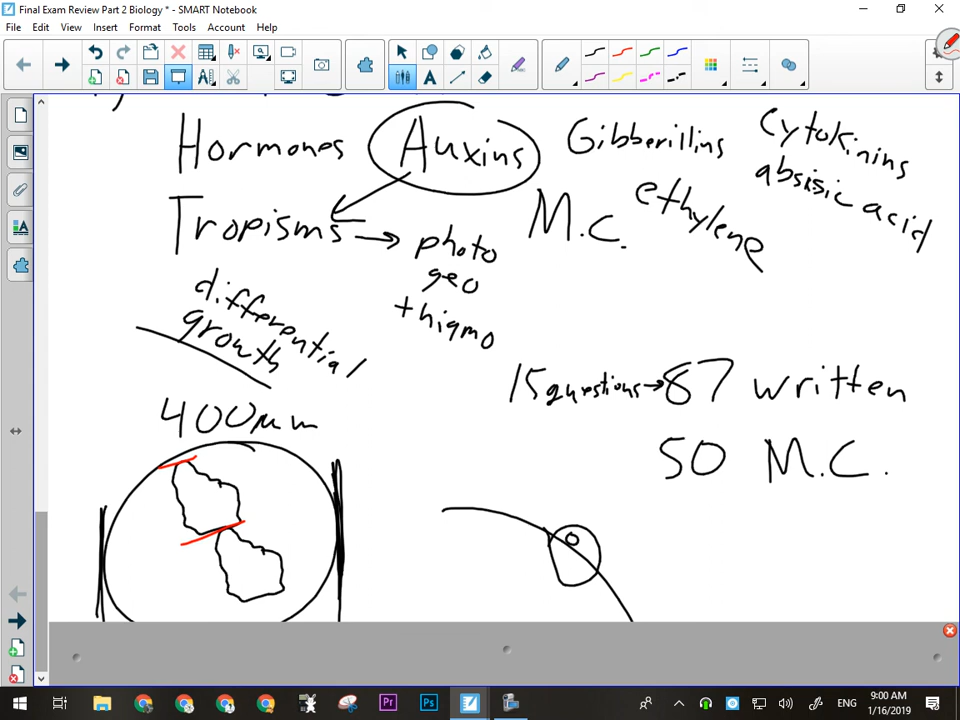 Final Exam Review Part 2 Biology * - SMART Notebook
File Edit View Insert Format Tools Account Help
Hormones Auxins Gibberillins Cytokinins
absisic acid
ethylene
Tropisms → photo M.C.
geo
thigmo
differential
growth
15 questions → 87 written
400µm
50 M.C.
ENG
9:00 AM
1/16/2019